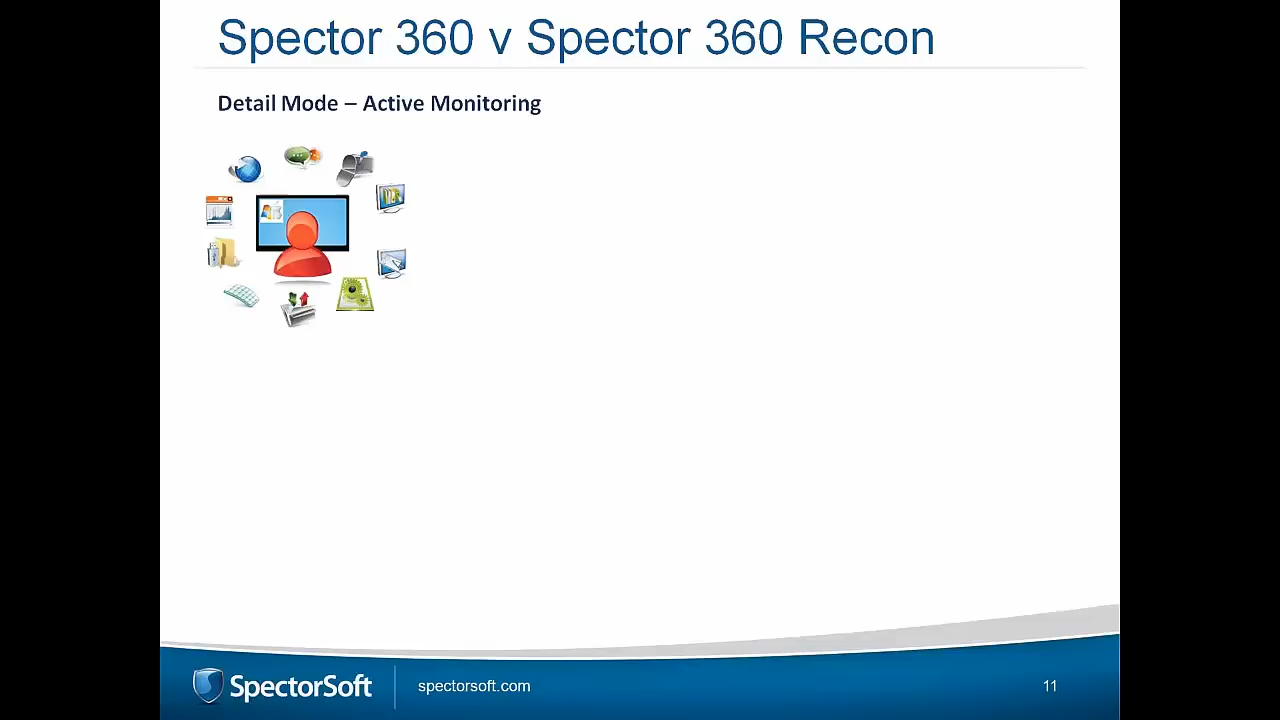 Spector 360 v Spector 360 Recon
Detail Mode – Active Monitoring
SpectorSoft
spectorsoft.com
11